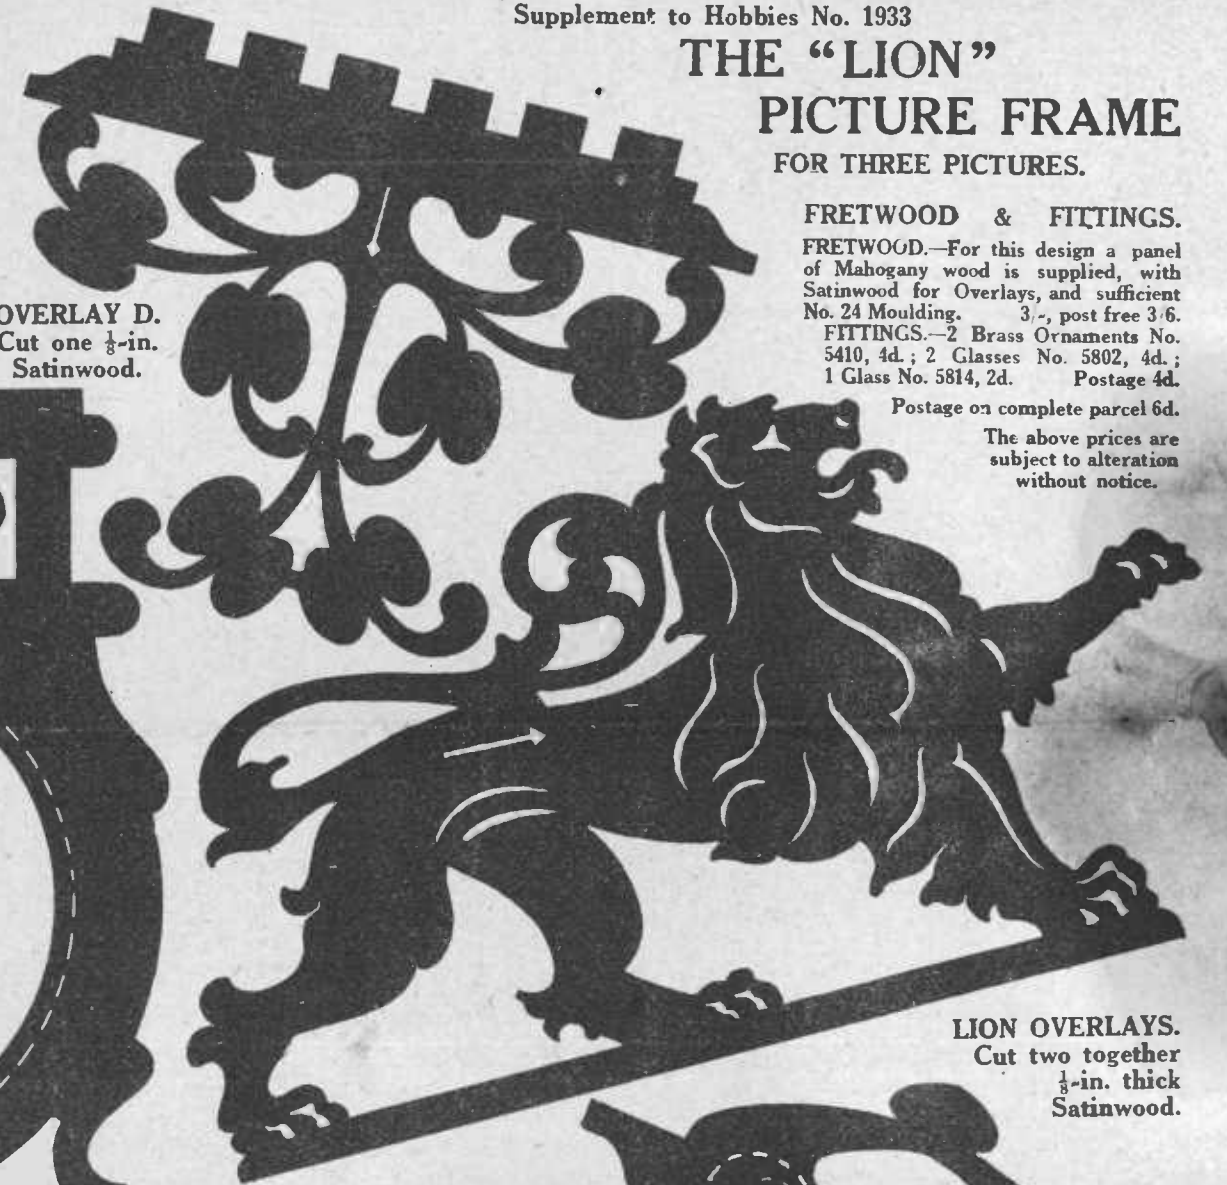 Supplement to Hobbies No. 1933
THE “LION”
PICTURE FRAME
FOR THREE PICTURES.
FRETWOOD & FITTINGS.
FRETWOOD.—For this design a panel
of Mahogany wood is supplied, with
Satinwood for Overlays, and sufficient
No. 24 Moulding. 3/-, post free 3/6.
FITTINGS.—2 Brass Ornaments No.
5410, 4d. ; 2 Glasses No. 5802, 4d. ;
1 Glass No. 5814, 2d. Postage 4d.
Postage on complete parcel 6d.
The above prices are
subject to alteration
without notice.
OVERLAY D.
Cut one ⅛-in.
Satinwood.
LION OVERLAYS.
Cut two together
⅛-in. thick
Satinwood.